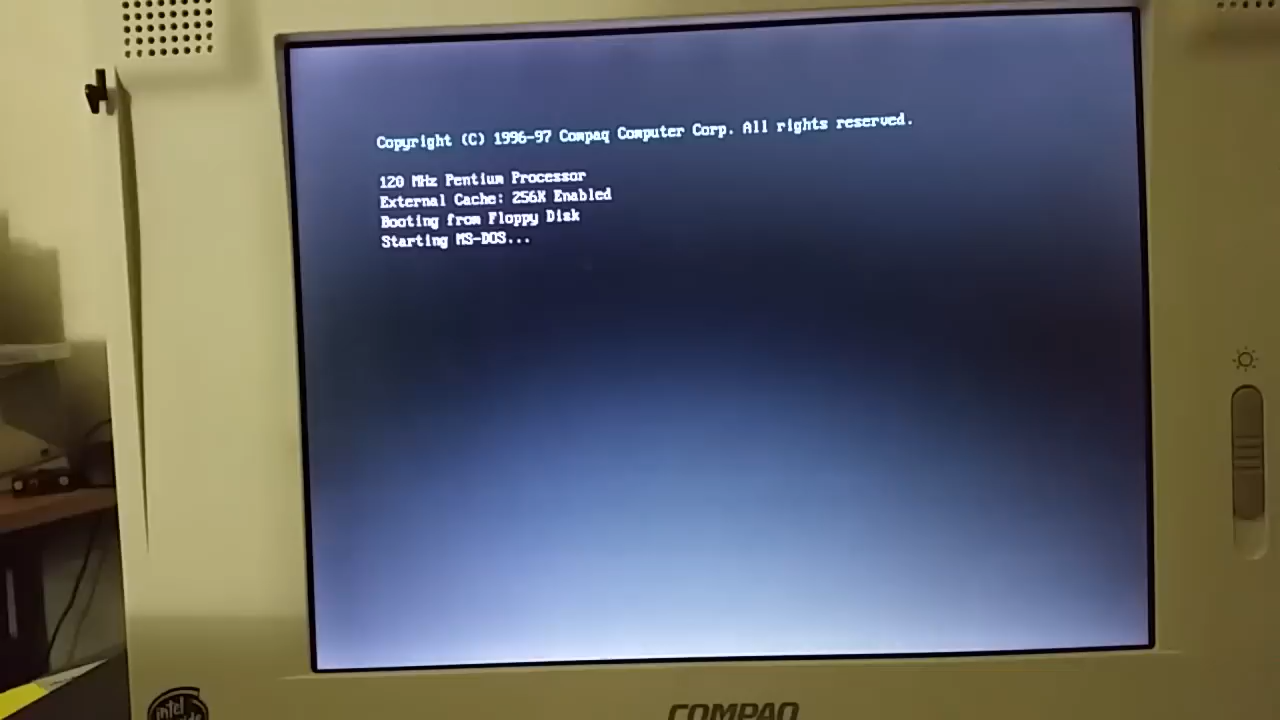 Copyright (C) 1996-97 Compaq Computer Corp. All rights reserved.
120 MHz Pentium Processor
External Cache: 256K Enabled
Booting from Floppy Disk
Starting MS-DOS...
intel
COMPAQ